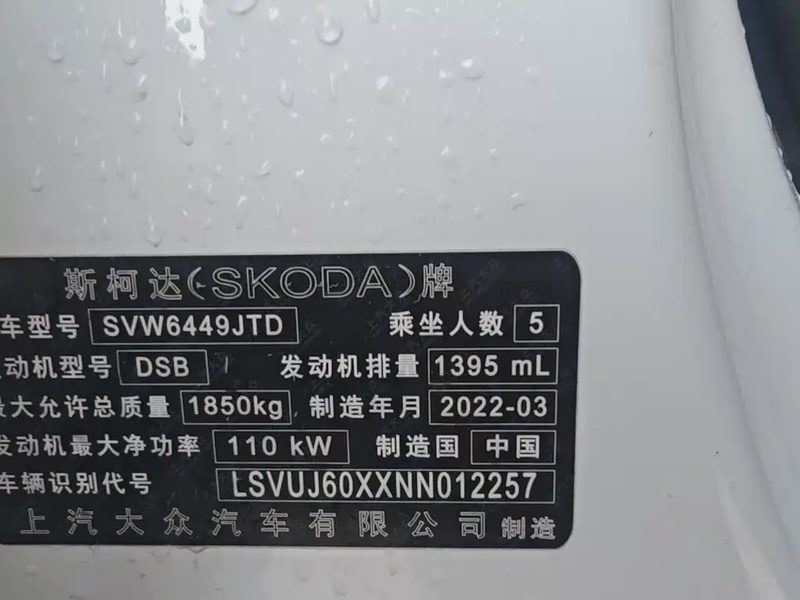 斯柯达(SKODA)牌
车型号 SVW6449JTD 乘坐人数 5
发动机型号 DSB 发动机排量 1395 mL
最大允许总质量 1850kg 制造年月 2022-03
发动机最大净功率 110 kW 制造国 中国
车辆识别代号 LSVUJ60XXNN012257
上汽大众汽车有限公司 制造